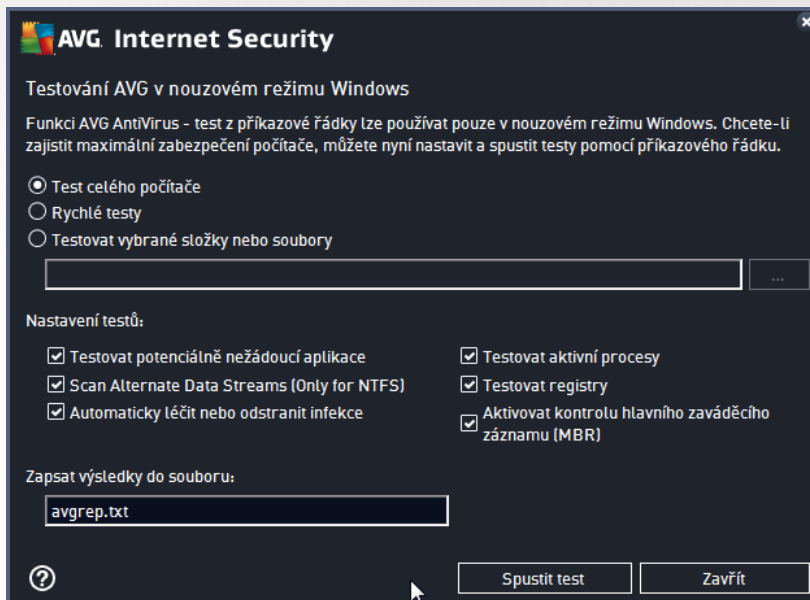 AVG. Internet Security
Testování AVG v nouzovém režimu Windows
Funkci AVG AntiVirus - test z příkazové řádky lze používat pouze v nouzovém režimu Windows. Chcete-li
zajistit maximální zabezpečení počítače, můžete nyní nastavit a spustit testy pomocí příkazového řádku.
Test celého počítače
Rychlé testy
Testovat vybrané složky nebo soubory
...
Nastavení testů:
Testovat potenciálně nežádoucí aplikace
Scan Alternate Data Streams (Only for NTFS)
Automaticky léčit nebo odstranit infekce
Testovat aktivní procesy
Testovat registry
Aktivovat kontrolu hlavního zaváděcího
záznamu (MBR)
Zapsat výsledky do souboru:
avgrep.txt
Spustit test
Zavřít